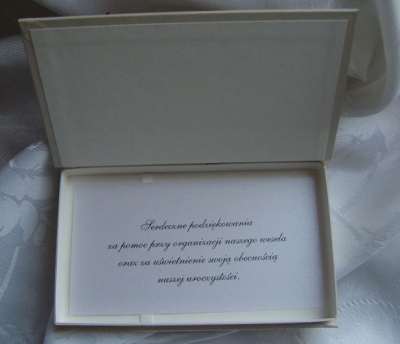 Serdeczne podziękowania
za pomoc przy organizacji naszego wesela
oraz za uświetnienie swoją obecnością
naszej uroczystości.